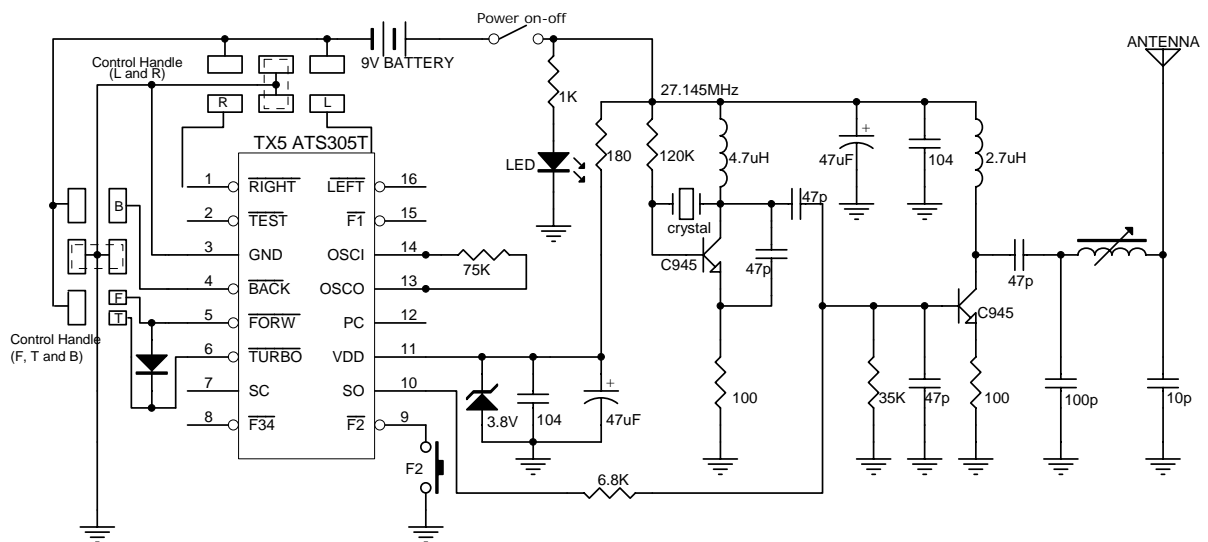 Power on-off
ANTENNA
9V BATTERY
Control Handle
(L and R)
R
L
1K
27.145MHz
TX5 ATS305T
LED
180
120K
4.7uH
47uF
+
104
2.7uH
1
RIGHT
LEFT
16
2
TEST
F1
15
B
crystal
47p
3
GND
OSCI
14
75K
C945
47p
47p
4
BACK
OSCO
13
F
T
5
FORW
PC
12
C945
Control Handle
(F, T and B)
6
TURBO
VDD
11
7
SC
SO
10
3.8V
104
+
47uF
100
35K
47p
100
100p
10p
8
F34
F2
9
F2
6.8K